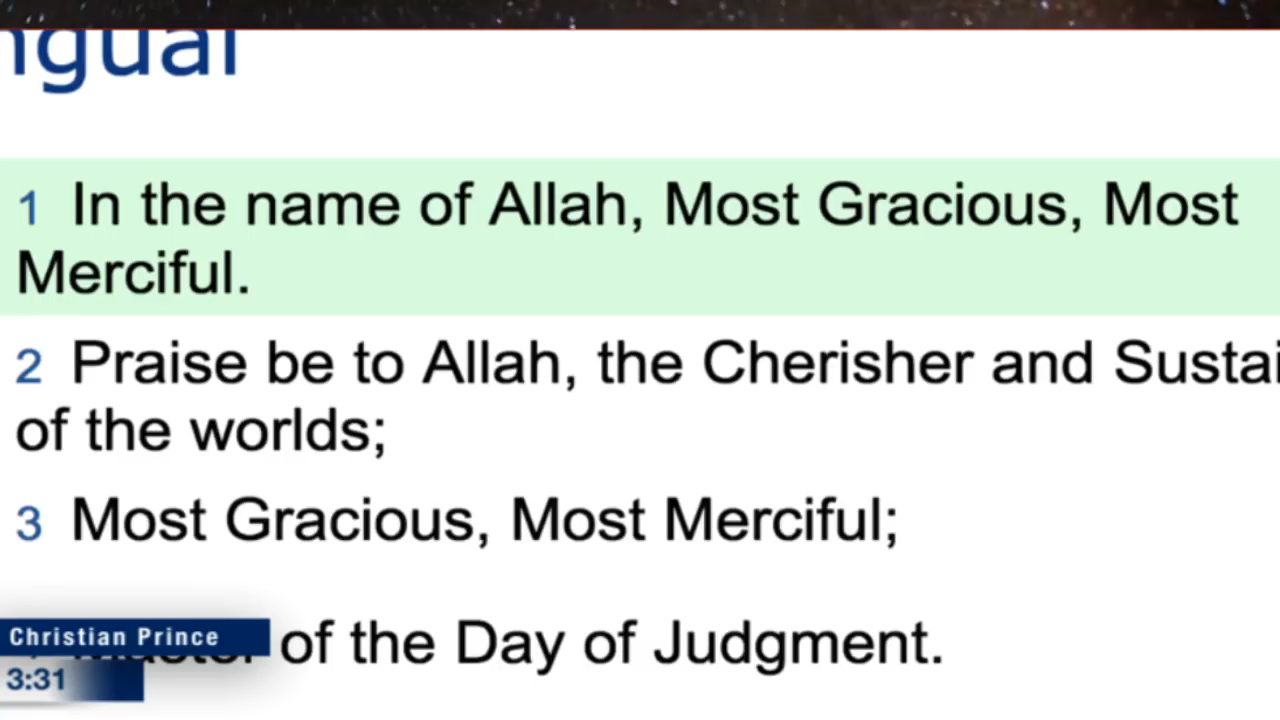 ngual
1 In the name of Allah, Most Gracious, Most
Merciful.
2 Praise be to Allah, the Cherisher and Sustai
of the worlds;
3 Most Gracious, Most Merciful;
of the Day of Judgment.
Christian Prince
3:31